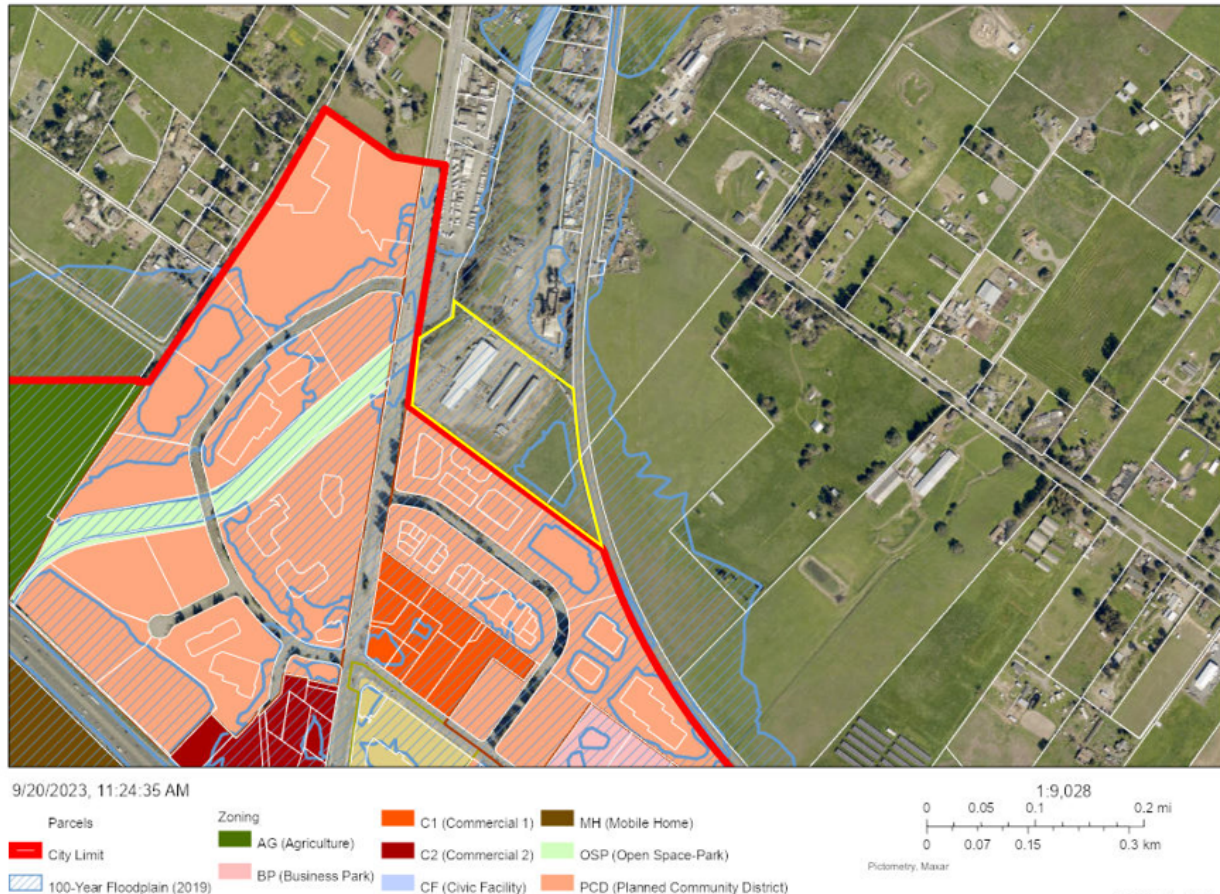 9/20/2023, 11:24:35 AM
1:9,028
Parcels
City Limit
100-Year Floodplain (2019)
Zoning
AG (Agriculture)
BP (Business Park)
C1 (Commercial 1)
C2 (Commercial 2)
CF (Civic Facility)
MH (Mobile Home)
OSP (Open Space-Park)
PCD (Planned Community District)
0 0.05 0.1 0.2 mi
0 0.07 0.15 0.3 km
Pictometry, Maxar